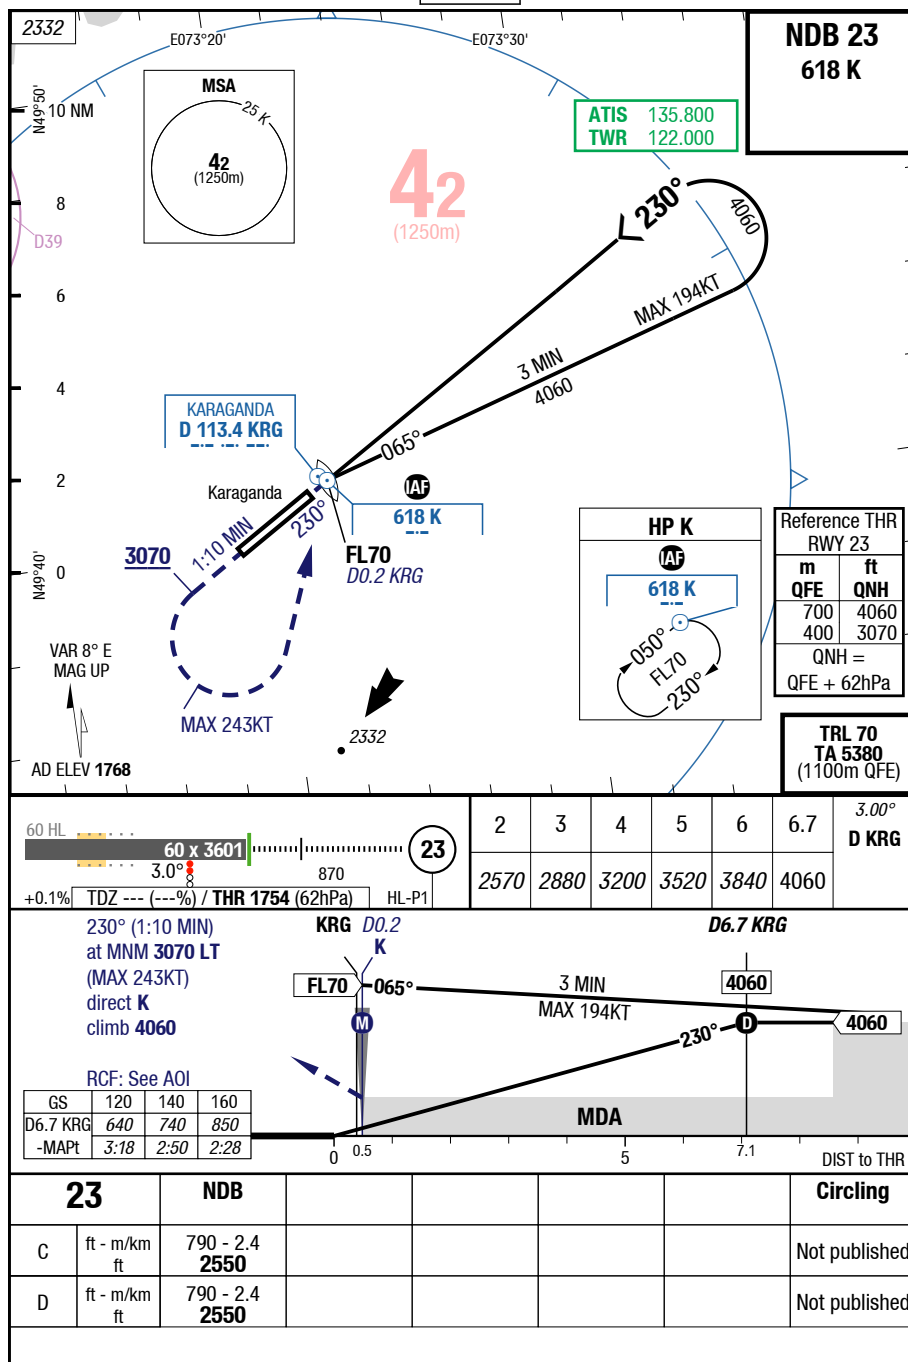 2332
E073°20'
E073°30'
NDB 23
618 K
N49°50'
10 NM
MSA
25 K
42
(1250m)
ATIS 135.800
TWR 122.000
42
(1250m)
8
D39
6
4
2
0
N49°40'
230°
4060
MAX 194KT
3 MIN
4060
065°
KARAGANDA
D 113.4 KRG
Karaganda
IAF
618 K
230°
1:10 MIN
3070
FL70
D0.2 KRG
MAX 243KT
2332
VAR 8° E
MAG UP
AD ELEV 1768
HP K
IAF
618 K
050°
FL70
230°
Reference THR
RWY 23
m ft
QFE QNH
700 4060
400 3070
QNH =
QFE + 62hPa
TRL 70
TA 5380
(1100m QFE)
60 HL
60 x 3601
23
3.0°
870
+0.1%
TDZ --- (---%) / THR 1754 (62hPa)
HL-P1
2 3 4 5 6 6.7 3.00°
D KRG
2570 2880 3200 3520 3840 4060
230° (1:10 MIN)
at MNM 3070 LT
(MAX 243KT)
direct K
climb 4060
RCF: See AOI
KRG D0.2
K
D6.7 KRG
FL70
065°
3 MIN
MAX 194KT
4060
M
230°
D
4060
MDA
GS 120 140 160
D6.7 KRG 640 740 850
-MAPt 3:18 2:50 2:28
0 0.5 5 7.1
DIST to THR
23 NDB Circling
C ft - m/km 790 - 2.4 Not published
ft 2550
D ft - m/km 790 - 2.4 Not published
ft 2550